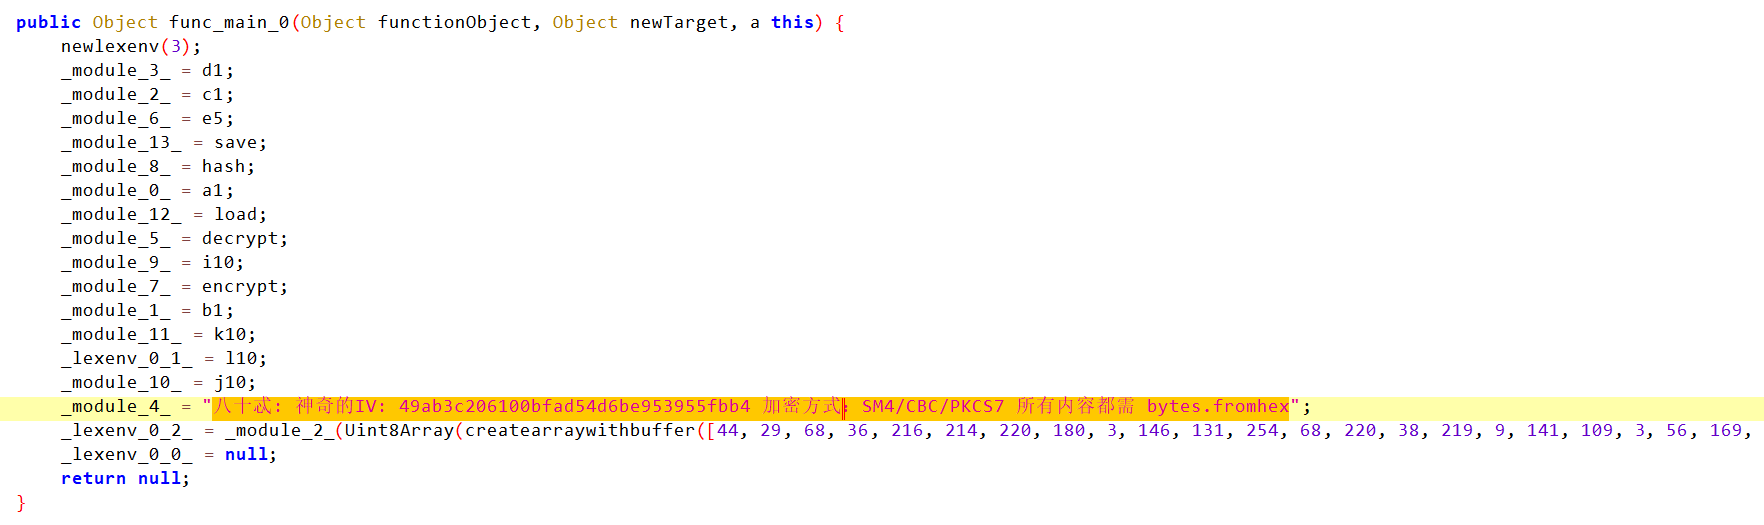 public Object func_main_0(Object functionObject, Object newTarget, a this) {
newlexenv(3);
_module_3_ = d1;
_module_2_ = c1;
_module_6_ = e5;
_module_13_ = save;
_module_8_ = hash;
_module_0_ = a1;
_module_12_ = load;
_module_5_ = decrypt;
_module_9_ = i10;
_module_7_ = encrypt;
_module_1_ = b1;
_module_11_ = k10;
_lexenv_0_1_ = l10;
_module_10_ = j10;
_module_4_ = "八十忒: 神奇的IV: 49ab3c206100bfad54d6be953955fbb4 加密方式: SM4/CBC/PKCS7 所有内容都需 bytes.fromhex";
_lexenv_0_2_ = _module_2_(Uint8Array(createarraywithbuffer([44, 29, 68, 36, 216, 214, 220, 180, 3, 146, 131, 254, 68, 220, 38, 219, 9, 141, 109, 3, 56, 169,
_lexenv_0_0_ = null;
return null;
}